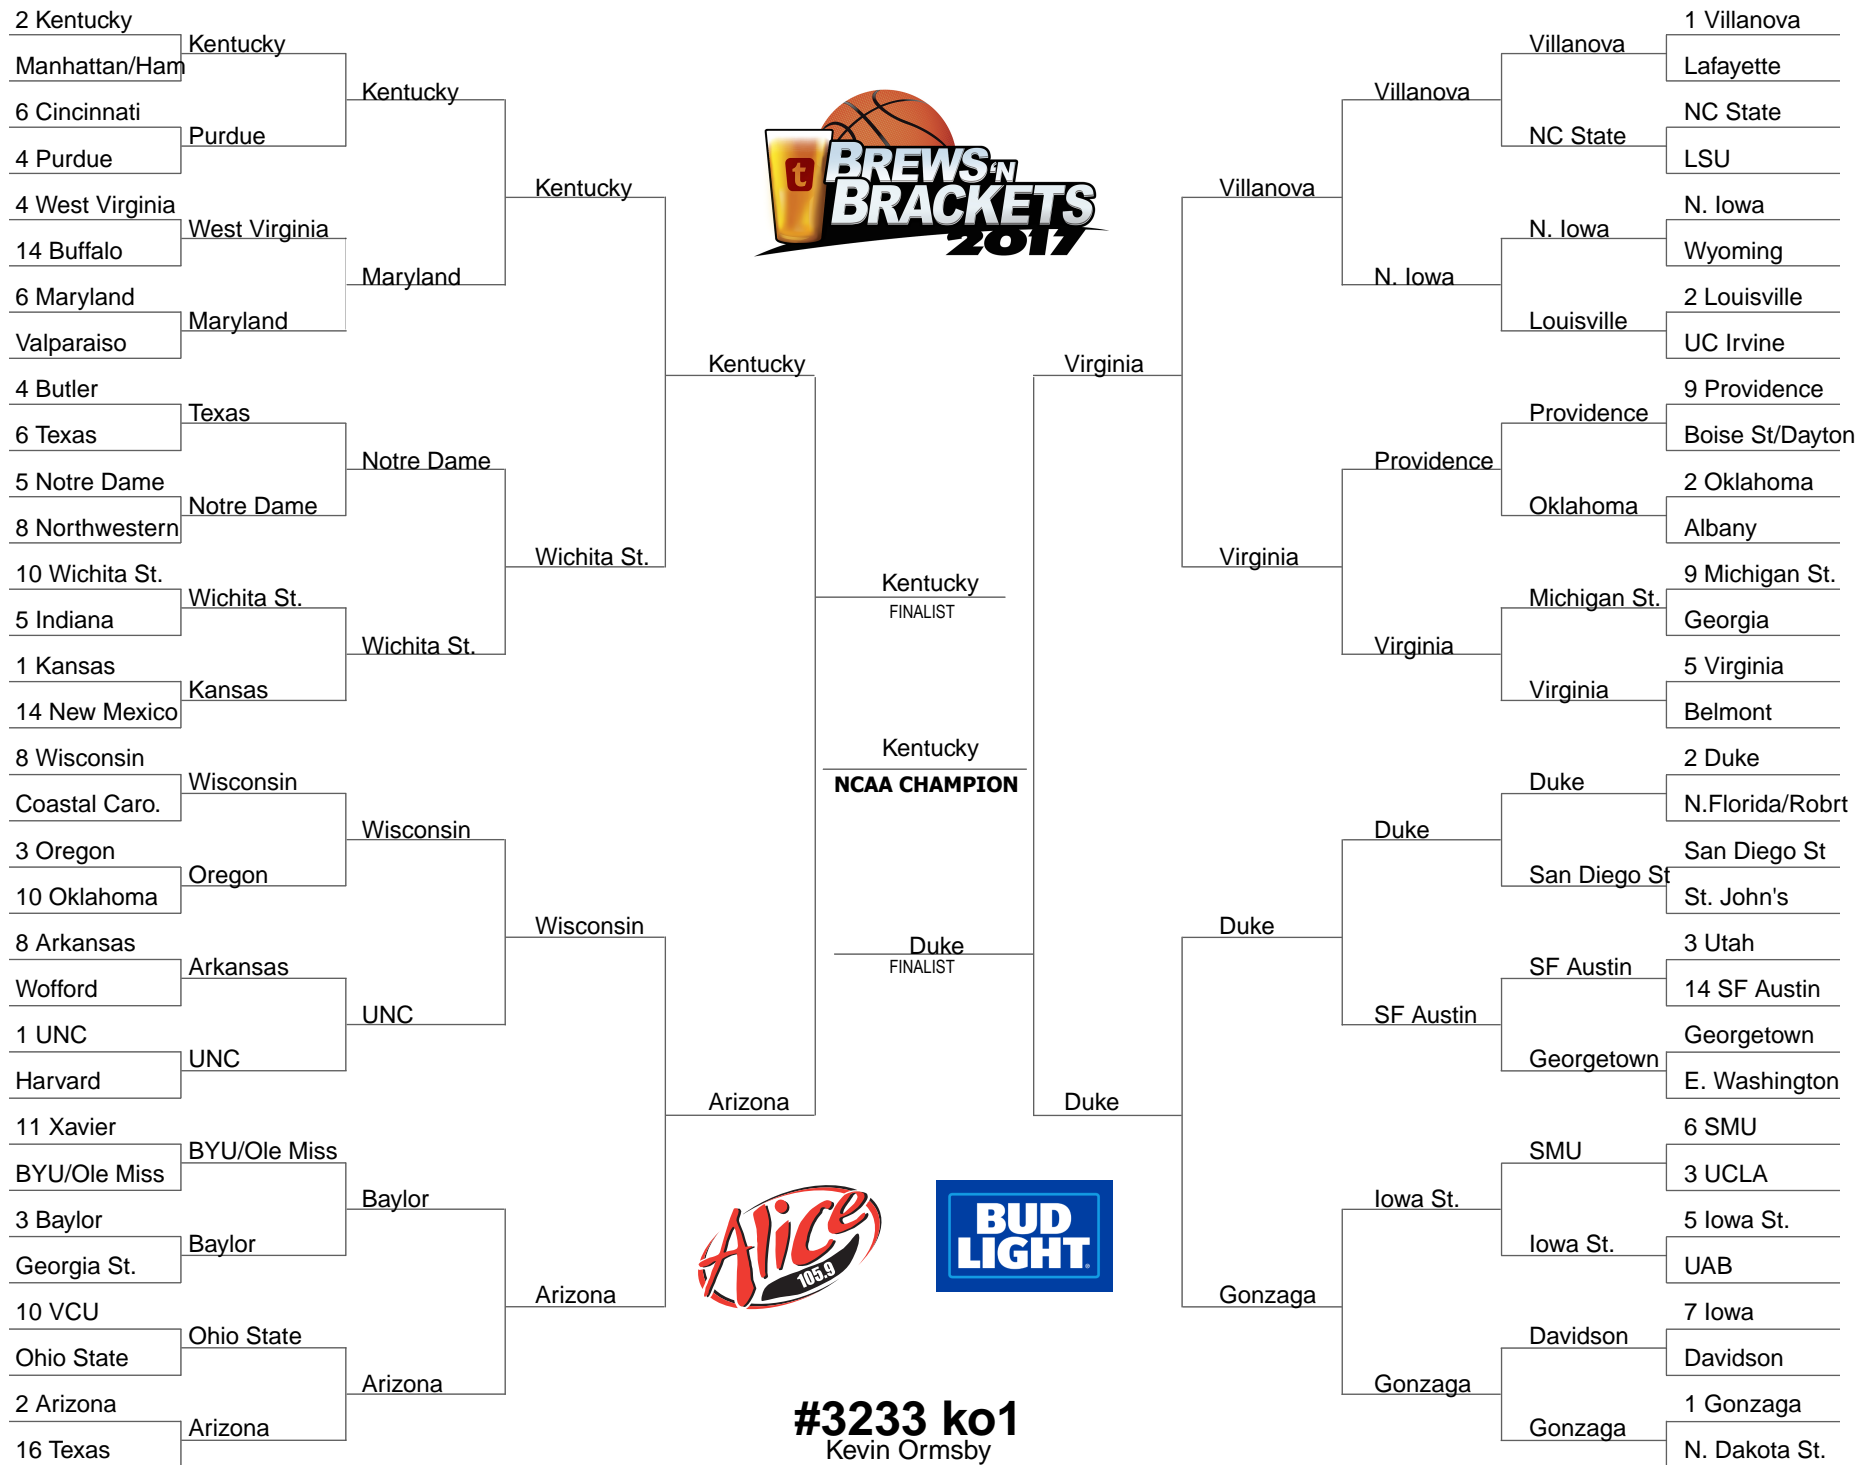 2 Kentucky
Manhattan/Ham
6 Cincinnati
4 Purdue
4 West Virginia
14 Buffalo
6 Maryland
Valparaiso
4 Butler
6 Texas
5 Notre Dame
8 Northwestern
10 Wichita St.
5 Indiana
1 Kansas
14 New Mexico
8 Wisconsin
Coastal Caro.
3 Oregon
10 Oklahoma
8 Arkansas
Wofford
1 UNC
Harvard
11 Xavier
BYU/Ole Miss
3 Baylor
Georgia St.
10 VCU
Ohio State
2 Arizona
16 Texas
Kentucky
Purdue
West Virginia
Maryland
Texas
Notre Dame
Wichita St.
Kansas
Wisconsin
Oregon
Arkansas
UNC
BYU/Ole Miss
Baylor
Ohio State
Arizona
Kentucky
Maryland
Notre Dame
Wichita St.
Wisconsin
UNC
Baylor
Arizona
Kentucky
Wichita St.
Wisconsin
Arizona
Kentucky
Arizona
t
BREWS 'N
BRACKETS
2017
Kentucky
FINALIST
Kentucky
NCAA CHAMPION
Duke
FINALIST
Alice
105.9
BUD
LIGHT
#3233 ko1
Kevin Ormsby
Virginia
Duke
Villanova
Virginia
Duke
Gonzaga
Villanova
N. Iowa
Providence
Virginia
Duke
SF Austin
Iowa St.
Gonzaga
Villanova
NC State
N. Iowa
Louisville
Providence
Oklahoma
Michigan St.
Virginia
Duke
San Diego St
SF Austin
Georgetown
SMU
Iowa St.
Davidson
Gonzaga
1 Villanova
Lafayette
NC State
LSU
N. Iowa
Wyoming
2 Louisville
UC Irvine
9 Providence
Boise St/Dayton
2 Oklahoma
Albany
9 Michigan St.
Georgia
5 Virginia
Belmont
2 Duke
N.Florida/Robrt
San Diego St
St. John's
3 Utah
14 SF Austin
Georgetown
E. Washington
6 SMU
3 UCLA
5 Iowa St.
UAB
7 Iowa
Davidson
1 Gonzaga
N. Dakota St.